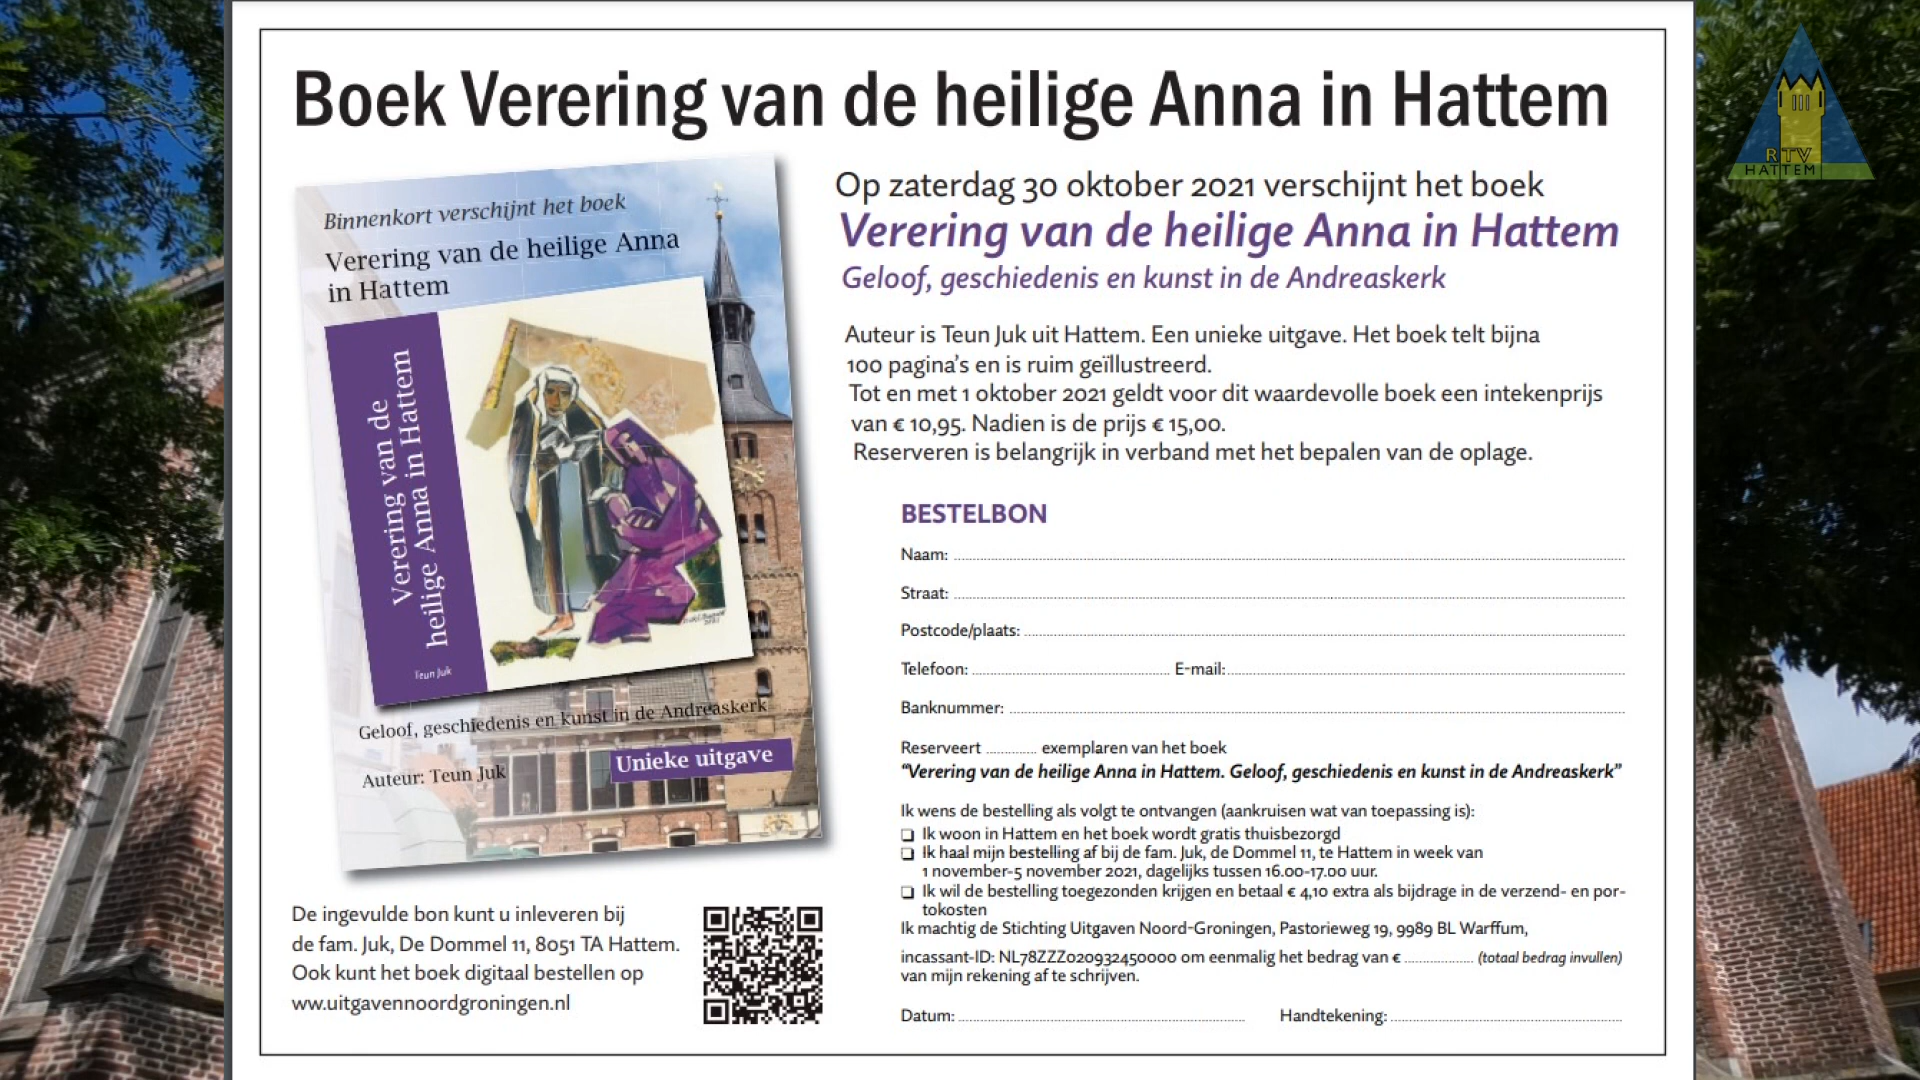 Boek Verering van de heilige Anna in Hattem
RTV
HATTEM
Binnenkort verschijnt het boek
Verering van de heilige Anna
in Hattem
Verering van de
heilige Anna in Hattem
Teun Juk
Geloof, geschiedenis en kunst in de Andreaskerk
Auteur: Teun Juk
Unieke uitgave
Op zaterdag 30 oktober 2021 verschijnt het boek
Verering van de heilige Anna in Hattem
Geloof, geschiedenis en kunst in de Andreaskerk
Auteur is Teun Juk uit Hattem. Een unieke uitgave. Het boek telt bijna
100 pagina's en is ruim geïllustreerd.
Tot en met 1 oktober 2021 geldt voor dit waardevolle boek een intekenprijs
van € 10,95. Nadien is de prijs € 15,00.
Reserveren is belangrijk in verband met het bepalen van de oplage.
BESTELBON
Naam:
Straat:
Postcode/plaats:
Telefoon: E-mail:
Banknummer:
Reserveert exemplaren van het boek
“Verering van de heilige Anna in Hattem. Geloof, geschiedenis en kunst in de Andreaskerk”
Ik wens de bestelling als volgt te ontvangen (aankruisen wat van toepassing is):
❏ Ik woon in Hattem en het boek wordt gratis thuisbezorgd
❏ Ik haal mijn bestelling af bij de fam. Juk, de Dommel 11, te Hattem in week van
1 november-5 november 2021, dagelijks tussen 16.00-17.00 uur.
❏ Ik wil de bestelling toegezonden krijgen en betaal € 4,10 extra als bijdrage in de verzend- en por-
tokosten
Ik machtig de Stichting Uitgaven Noord-Groningen, Pastorieweg 19, 9989 BL Warffum,
incassant-ID: NL78ZZZ020932450000 om eenmalig het bedrag van € (totaal bedrag invullen)
van mijn rekening af te schrijven.
Datum: Handtekening:
De ingevulde bon kunt u inleveren bij
de fam. Juk, De Dommel 11, 8051 TA Hattem.
Ook kunt het boek digitaal bestellen op
ww.uitgavennoordgroningen.nl